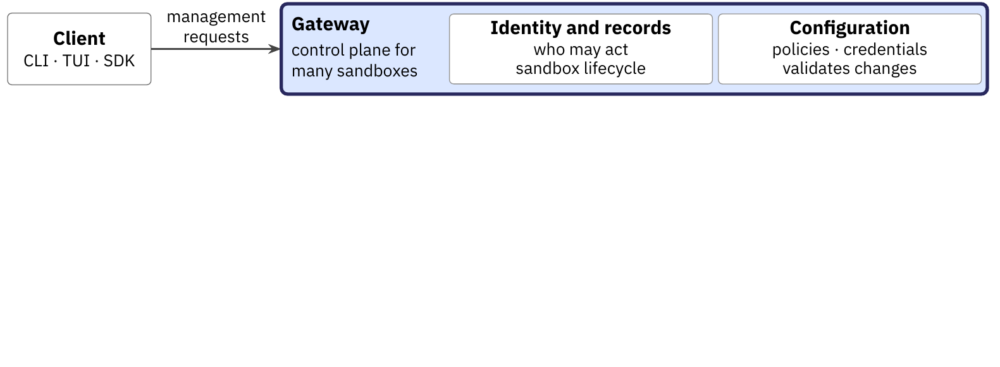 Client
CLI · TUI · SDK
management
requests
Gateway
control plane for
many sandboxes
Identity and records
who may act
sandbox lifecycle
Configuration
policies · credentials
validates changes